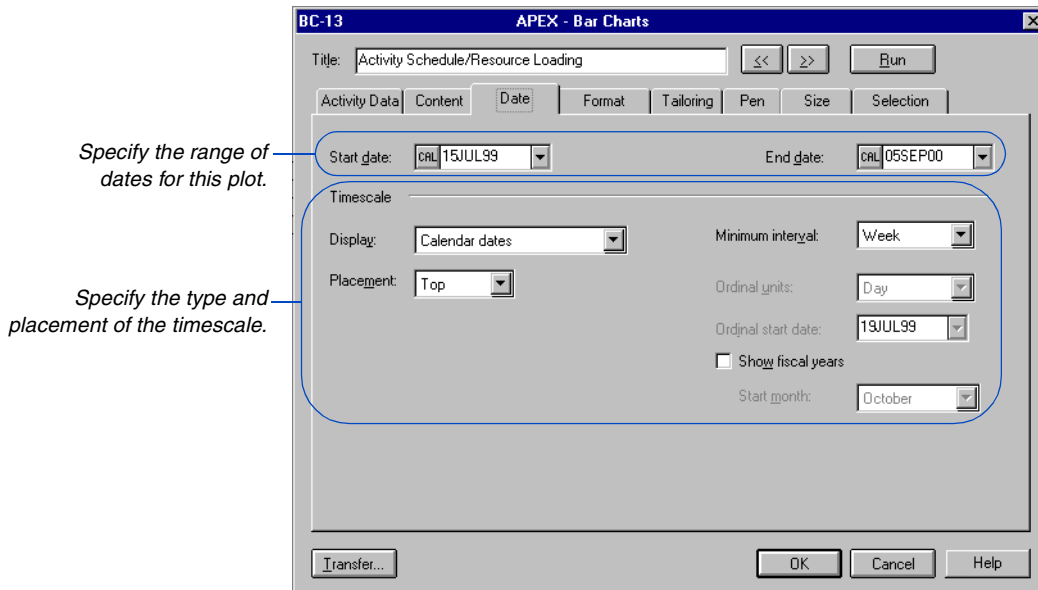 BC-13 APEX - Bar Charts
Title: Activity Schedule/Resource Loading << >> Run
Activity Data Content Date Format Tailoring Pen Size Selection
Specify the range of
dates for this plot.
Start date: CAL 15JUL99 End date: CAL 05SEP00
Timescale
Display: Calendar dates Minimum interval: Week
Specify the type and
placement of the timescale.
Placement: Top Ordinal units: Day
Ordinal start date: 19JUL99
Show fiscal years
Start month: October
Transfer... OK Cancel Help